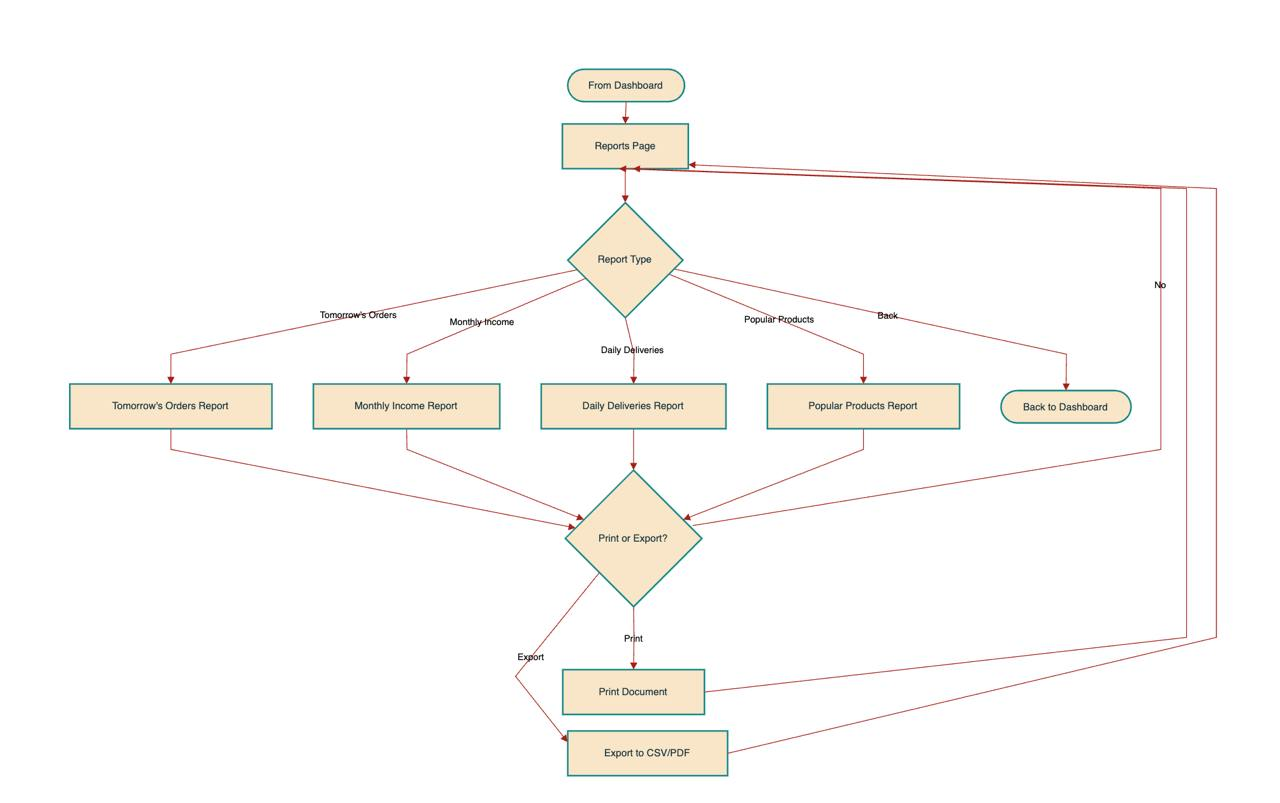 From Dashboard
Reports Page
Report Type
No
Tomorrow's Orders
Monthly Income
Popular Products
Back
Daily Deliveries
Tomorrow's Orders Report
Monthly Income Report
Daily Deliveries Report
Popular Products Report
Back to Dashboard
Print or Export?
Print
Export
Print Document
Export to CSV/PDF